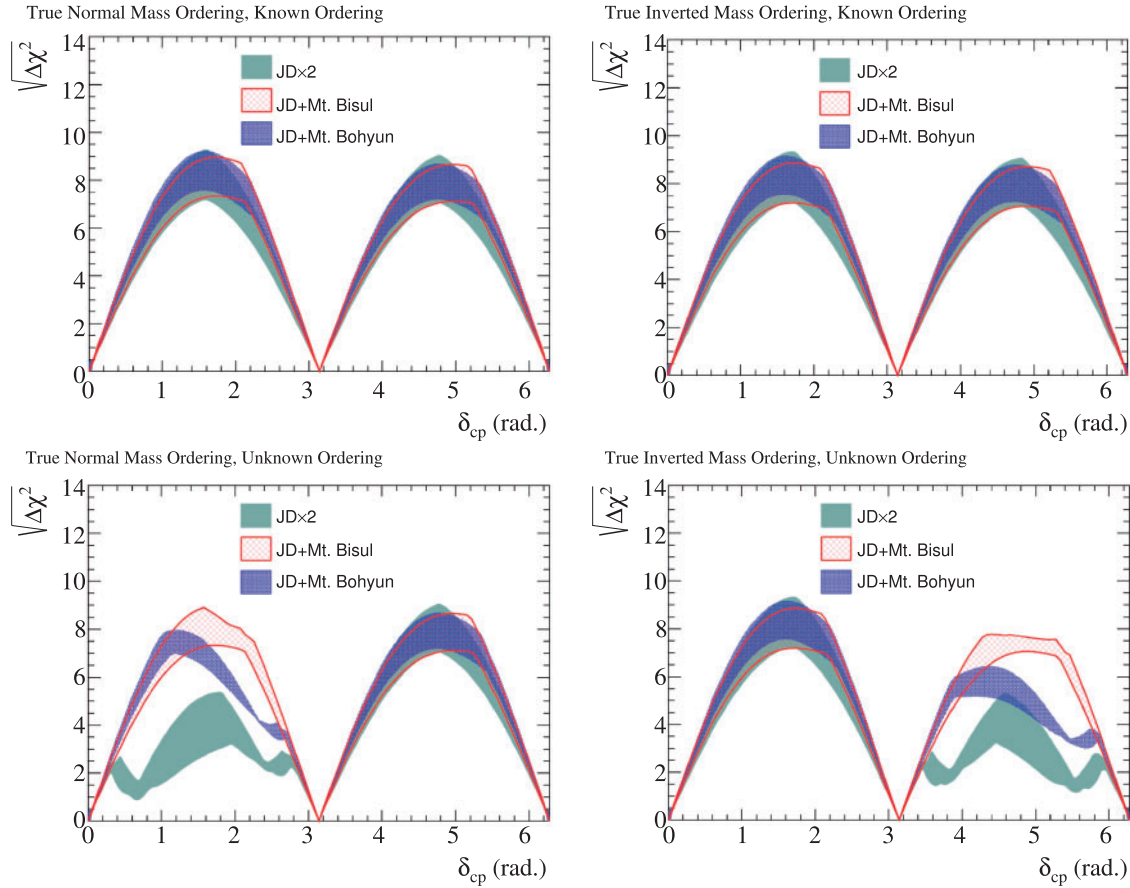 True Normal Mass Ordering, Known Ordering
√Δχ²
14
12
10
8
6
4
2
0
JD×2
JD+Mt. Bisul
JD+Mt. Bohyun
0 1 2 3 4 5 6
δcp (rad.)
True Inverted Mass Ordering, Known Ordering
√Δχ²
14
12
10
8
6
4
2
0
JD×2
JD+Mt. Bisul
JD+Mt. Bohyun
0 1 2 3 4 5 6
δcp (rad.)
True Normal Mass Ordering, Unknown Ordering
√Δχ²
14
12
10
8
6
4
2
0
JD×2
JD+Mt. Bisul
JD+Mt. Bohyun
0 1 2 3 4 5 6
δcp (rad.)
True Inverted Mass Ordering, Unknown Ordering
√Δχ²
14
12
10
8
6
4
2
0
JD×2
JD+Mt. Bisul
JD+Mt. Bohyun
0 1 2 3 4 5 6
δcp (rad.)